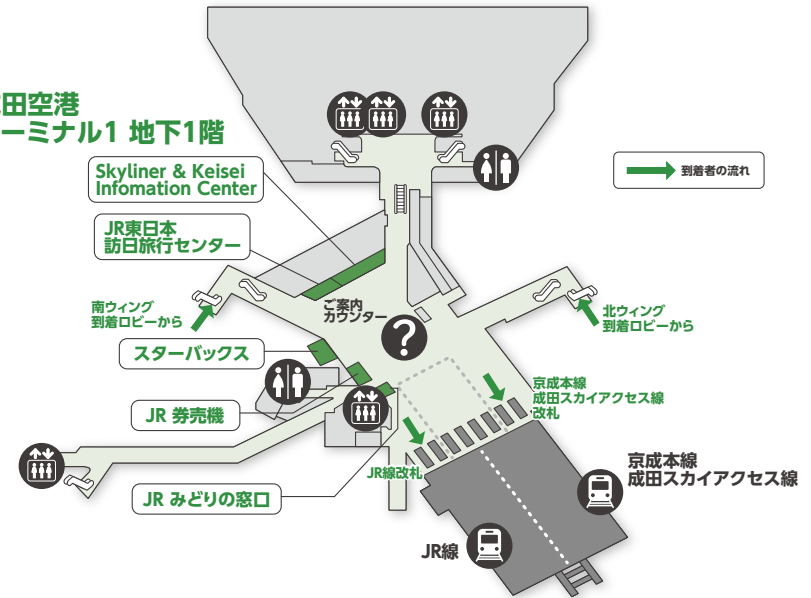 田空港
ーミナル1 地下1階
Skyliner & Keisei
Infomation Center
JR東日本
訪日旅行センター
到着者の流れ
南ウィング
到着ロビーから
ご案内
カウンター
?
北ウィング
到着ロビーから
スターバックス
京成本線
成田スカイアクセス線
改札
JR 券売機
JR線改札
京成本線
成田スカイアクセス線
JR みどりの窓口
JR線